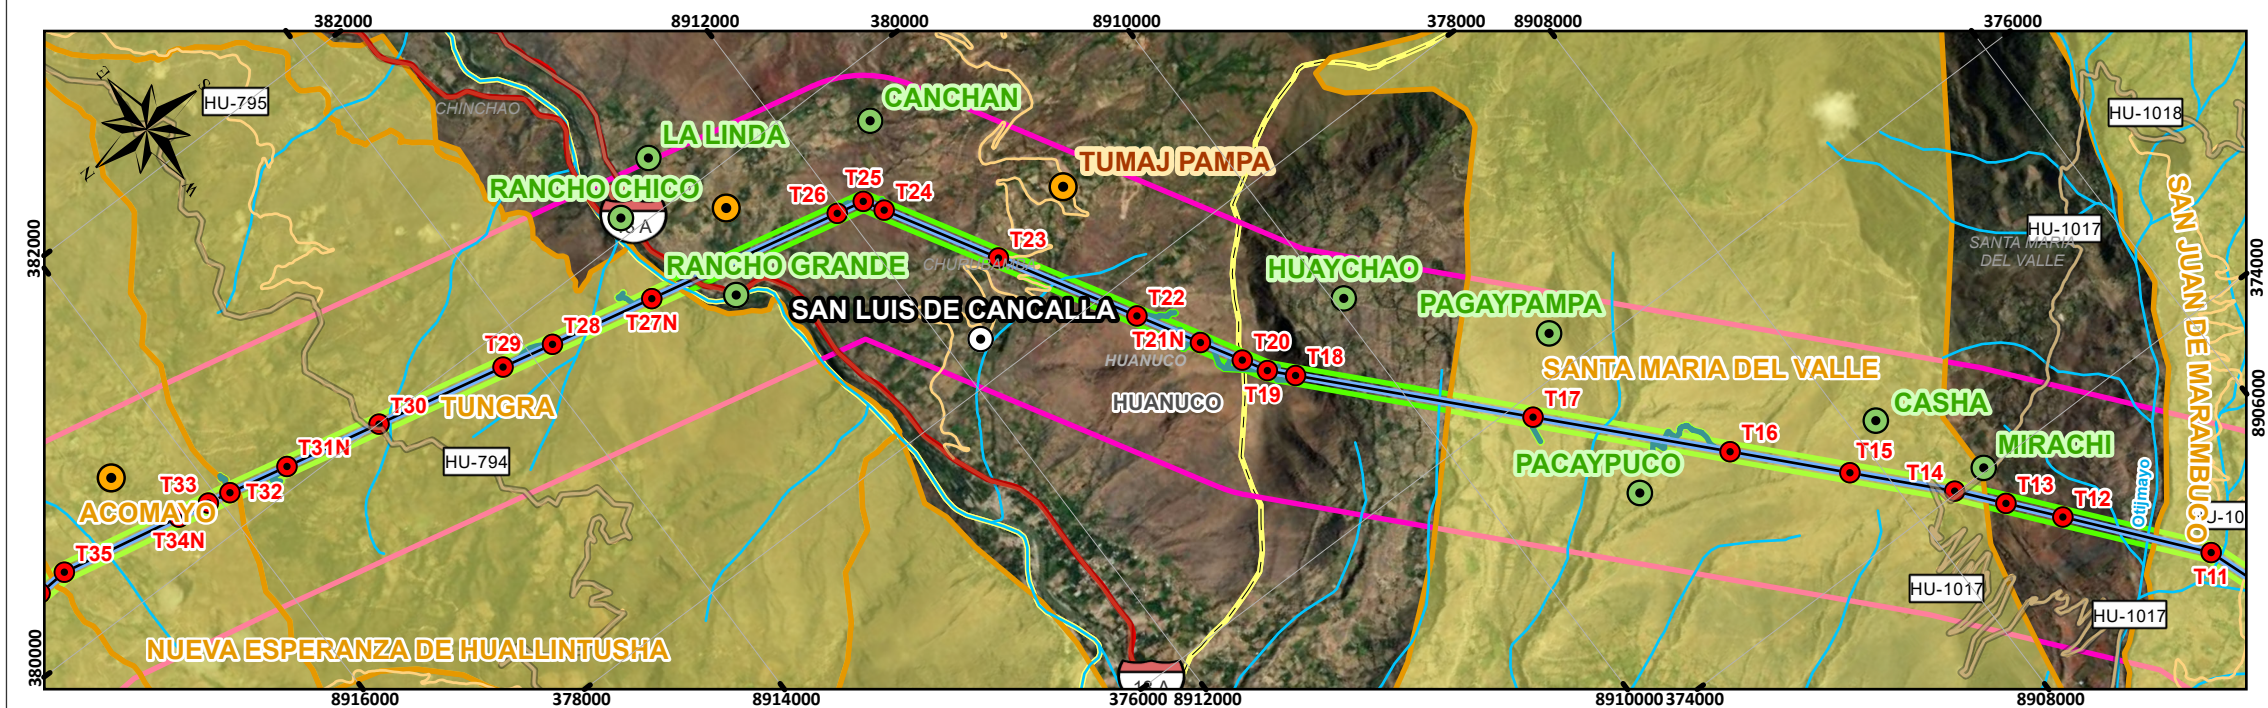 382000
8912000
380000
8910000
378000
8908000
376000
E
S
N
W
HU-795
CHINCHAO
CANCHAN
LA LINDA
RANCHO CHICO
TUMAJ PAMPA
HU-1018
HU-1017
SANTA MARIA
DEL VALLE
SAN JUAN DE MARAMBUCO
T26
T25
T24
T23
RANCHO GRANDE
CHURUBAMBA
HUAYCHAO
PAGAYPAMPA
382000
374000
SAN LUIS DE CANCALLA
T27N
T28
T29
T22
T21N
T20
T19
T18
HUANUCO
HUANUCO
SANTA MARIA DEL VALLE
CASHA
8906000
T30
TUNGRA
T17
T16
T15
T14
T13
T12
T11
MIRACHI
PACAYPUCO
Otijmayo
T31N
HU-794
T33
T32
ACOMAYO
T34N
T35
HU-1017
HU-1017
NUEVA ESPERANZA DE HUALLINTUSHA
380000
8916000
378000
8914000
376000
8912000
8910000
374000
8908000